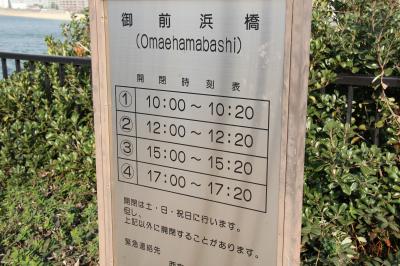 御前浜橋
(Omaehamabashi)
開閉時刻表
① 10:00～10:20
② 12:00～12:20
③ 15:00～15:20
④ 17:00～17:20
開閉は土・日・祝日に行います。
但し、
上記以外に開閉することがあります。
緊急連絡先